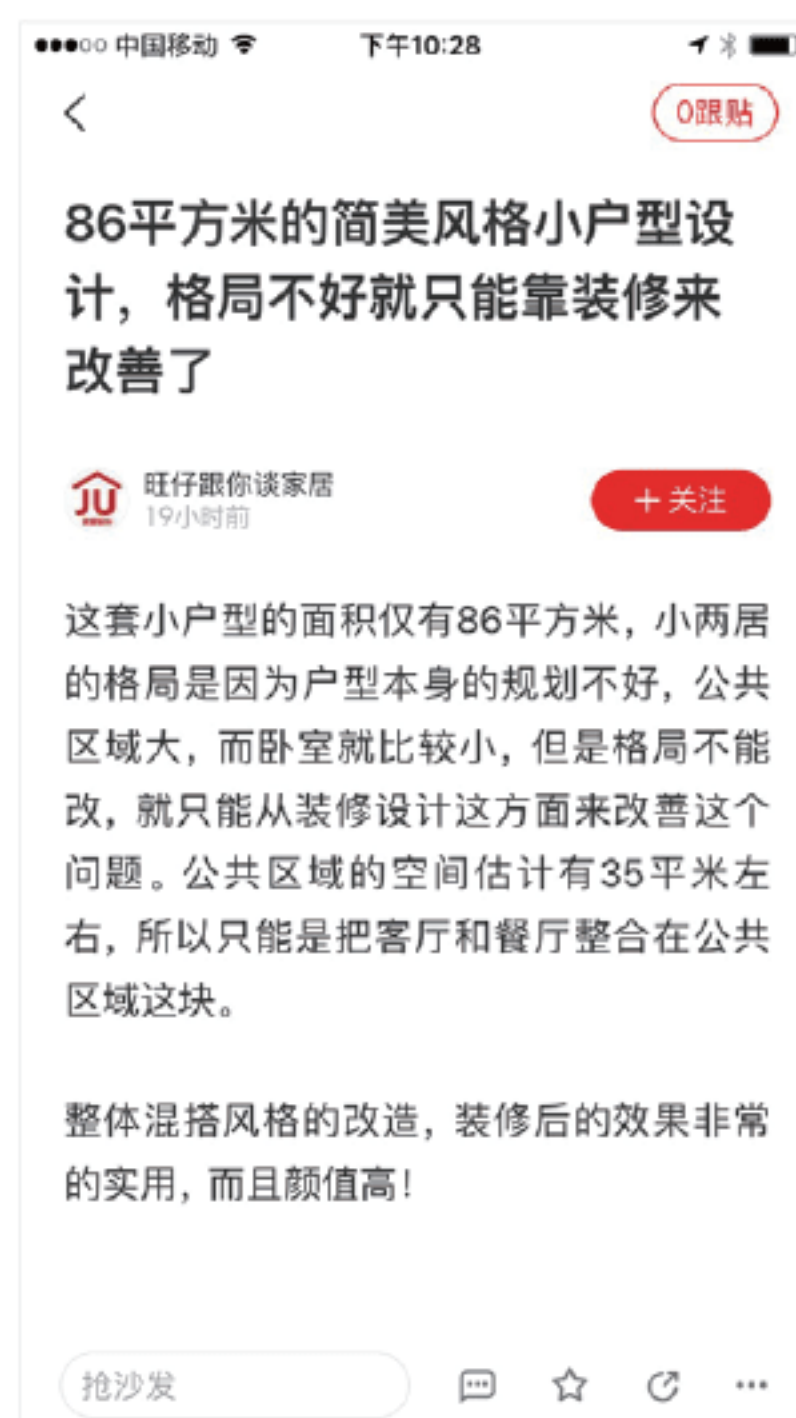 中国移动 下午10:28
0跟贴
86平方米的简美风格小户型设
计，格局不好就只能靠装修来
改善了
JU
旺仔跟你谈家居
19小时前
+关注
这套小户型的面积仅有86平方米，小两居
的格局是因为户型本身的规划不好，公共
区域大，而卧室就比较小，但是格局不能
改，就只能从装修设计这方面来改善这个
问题。公共区域的空间估计有35平米左
右，所以只能是把客厅和餐厅整合在公共
区域这块。
整体混搭风格的改造，装修后的效果非常
的实用，而且颜值高！
抢沙发